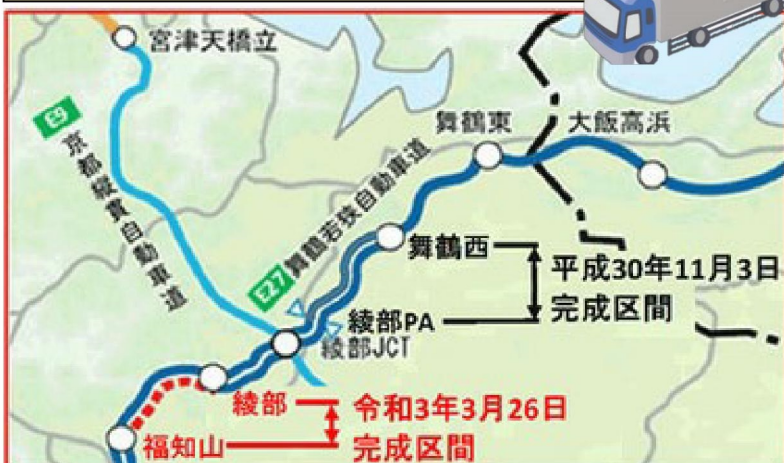 宮津天橋立
E9
京都縦貫自動車道
舞鶴東
大飯高浜
E27
舞鶴若狭自動車道
舞鶴西
平成30年11月3日
完成区間
綾部PA
綾部JCT
綾部
令和3年3月26日
完成区間
福知山